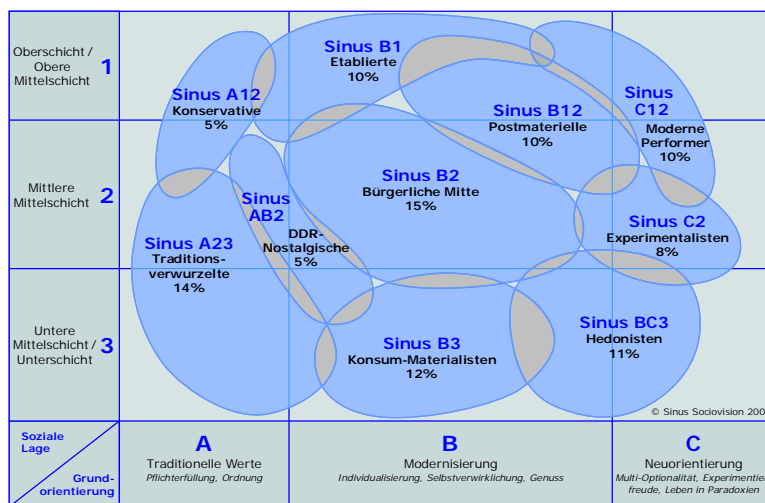 Oberschicht /
Obere
Mittelschicht
1
Sinus B1
Etablierte
10%
Sinus A12
Konservative
5%
Sinus
C12
Moderne
Performer
10%
Sinus B12
Postmaterielle
10%
Mittlere
Mittelschicht
2
Sinus B2
Bürgerliche Mitte
15%
Sinus
AB2
DDR-
Nostalgische
5%
Sinus C2
Experimentalisten
8%
Sinus A23
Traditions-
verwurzelte
14%
Untere
Mittelschicht /
Unterschicht
3
Sinus B3
Konsum-Materialisten
12%
Sinus BC3
Hedonisten
11%
© Sinus Sociovision 200
Soziale
Lage
Grund-
orientierung
A
Traditionelle Werte
Pflichterfüllung, Ordnung
B
Modernisierung
Individualisierung, Selbstverwirklichung, Genuss
C
Neuorientierung
Multi-Optionalität, Experimentier
freude, Leben in Paradoxien